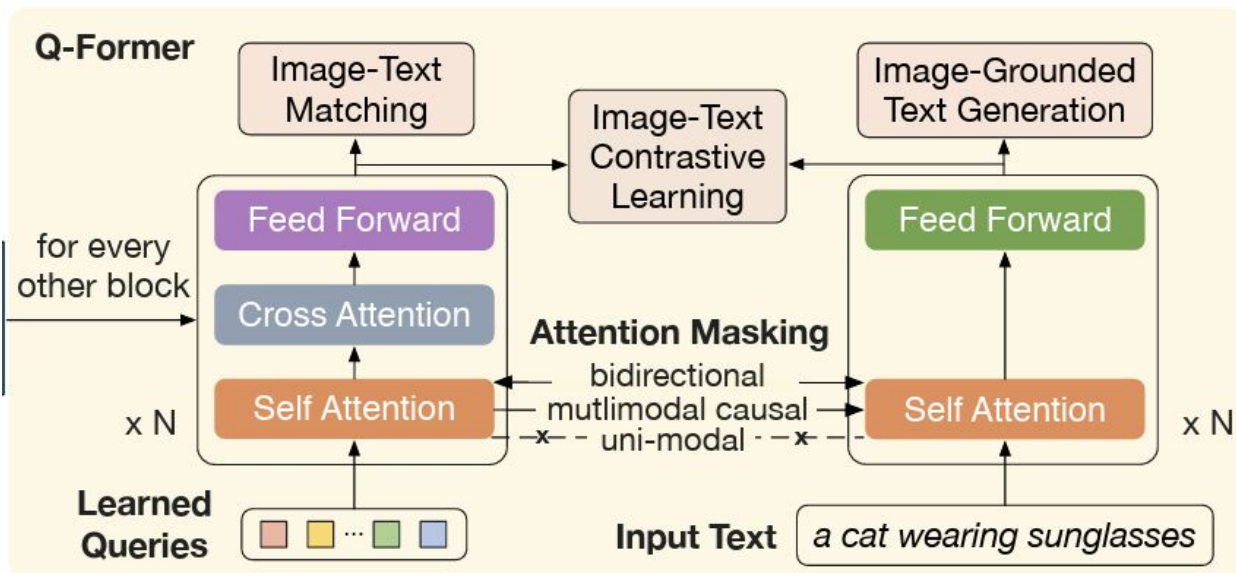 Q-Former
Image-Text
Matching
Image-Text
Contrastive
Learning
Image-Grounded
Text Generation
Feed Forward
Feed Forward
for every
other block
Cross Attention
Attention Masking
bidirectional
Self Attention
mutlimodal causal
Self Attention
x N
x
uni-modal
x
x N
Learned
Queries
...
Input Text
a cat wearing sunglasses